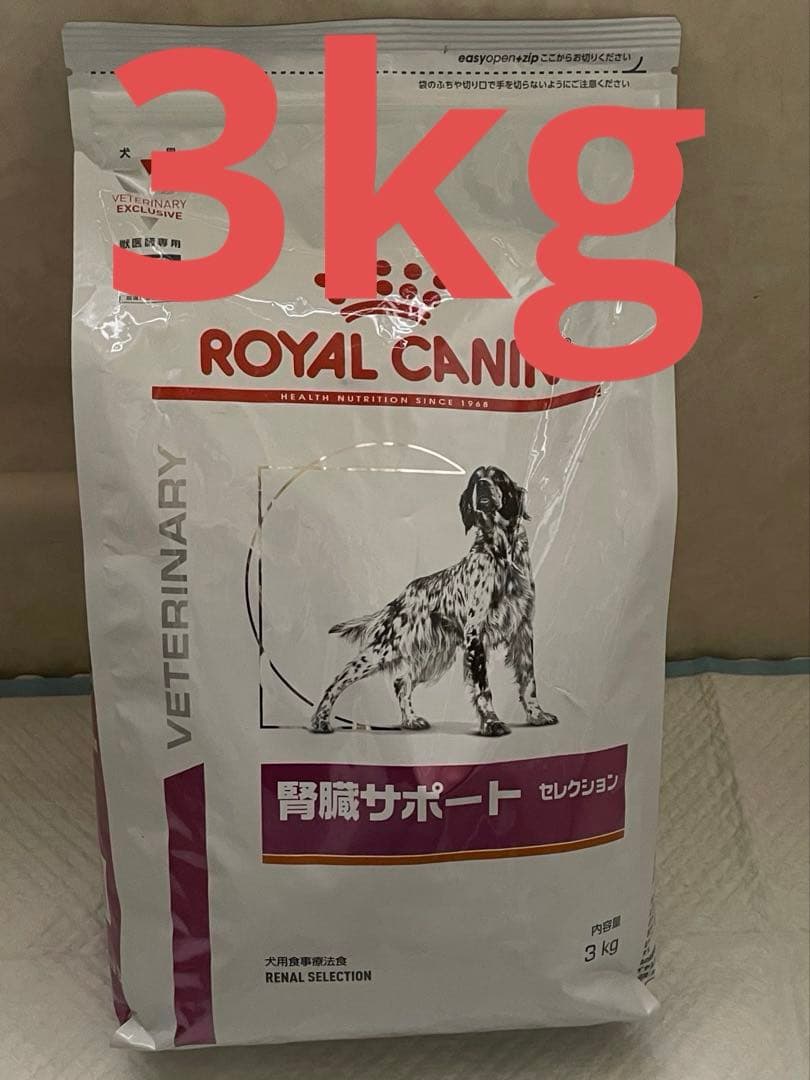 easyopen+zip ここからお切りください
袋のふちや切り口で手を切らないようにご注意ください
3kg
犬
VETERINARY
EXCLUSIVE
獣医師専用
ROYAL CANIN
HEALTH NUTRITION SINCE 1968
VETERINARY
腎臓サポート セレクション
内容量
3 kg
犬用食事療法食
RENAL SELECTION